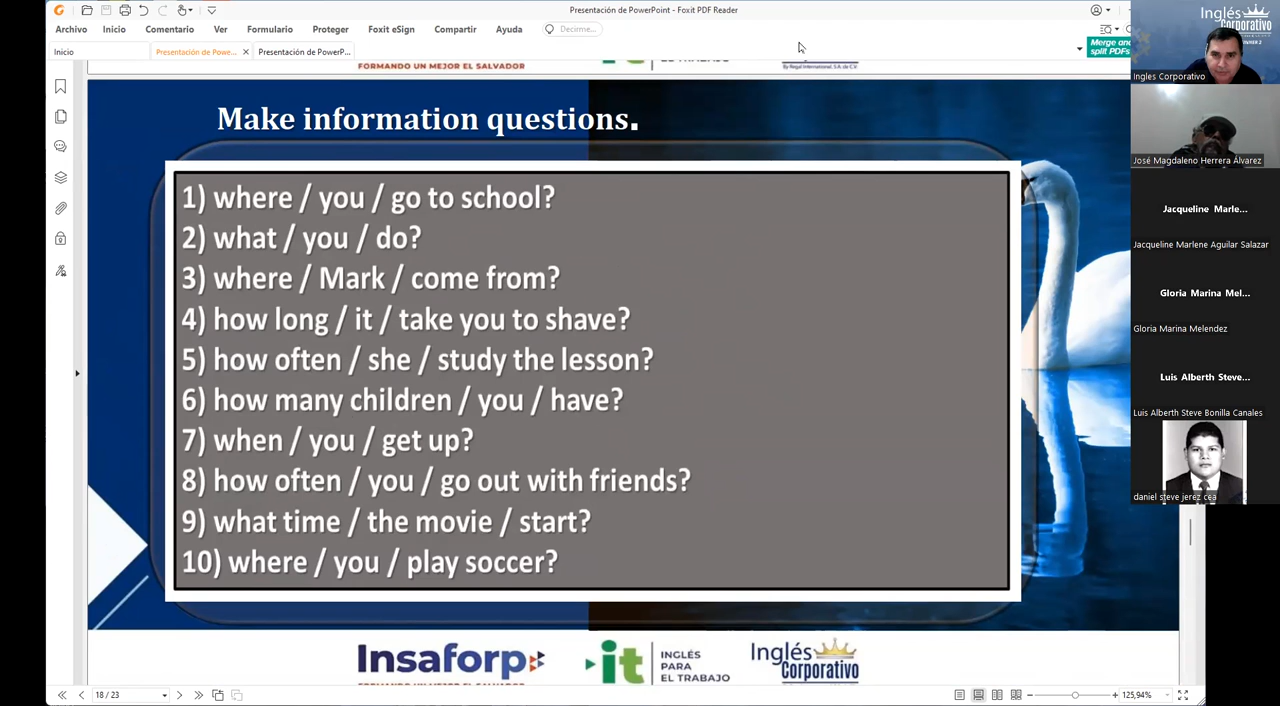 Presentación de PowerPoint - Foxit PDF Reader
Archivo Inicio Comentario Ver Formulario Proteger Foxit eSign Compartir Ayuda Decirme...
Inicio Presentación de Powe... Presentación de PowerP...
Merge and
split PDFs
FORMANDO UN MEJOR EL SALVADOR
Make information questions.
1) where / you / go to school?
2) what / you / do?
3) where / Mark / come from?
4) how long / it / take you to shave?
5) how often / she / study the lesson?
6) how many children / you / have?
7) when / you / get up?
8) how often / you / go out with friends?
9) what time / the movie / start?
10) where / you / play soccer?
Insaforp
it
INGLÉS
PARA
EL TRABAJO
Inglés
Corporativo
18 / 23
125,94%
Inglés
Corporativo
Ingles Corporativo
José Magdaleno Herrera Álvarez
Jacqueline Marle...
Jacqueline Marlene Aguilar Salazar
Gloria Marina Mel...
Gloria Marina Melendez
Luis Alberth Steve...
Luis Alberth Steve Bonilla Canales
daniel steve jerez cea